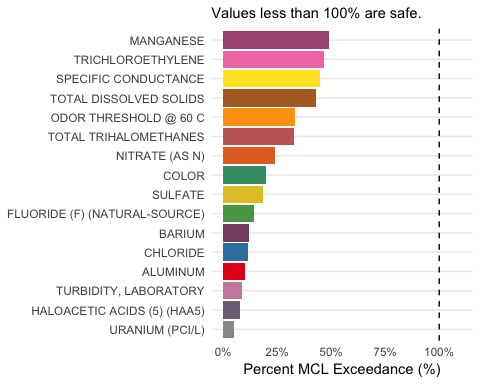 Values less than 100% are safe.
MANGANESE
TRICHLOROETHYLENE
SPECIFIC CONDUCTANCE
TOTAL DISSOLVED SOLIDS
ODOR THRESHOLD @ 60 C
TOTAL TRIHALOMETHANES
NITRATE (AS N)
COLOR
SULFATE
FLUORIDE (F) (NATURAL-SOURCE)
BARIUM
CHLORIDE
ALUMINUM
TURBIDITY, LABORATORY
HALOACETIC ACIDS (5) (HAA5)
URANIUM (PCI/L)
0% 25% 50% 75% 100%
Percent MCL Exceedance (%)